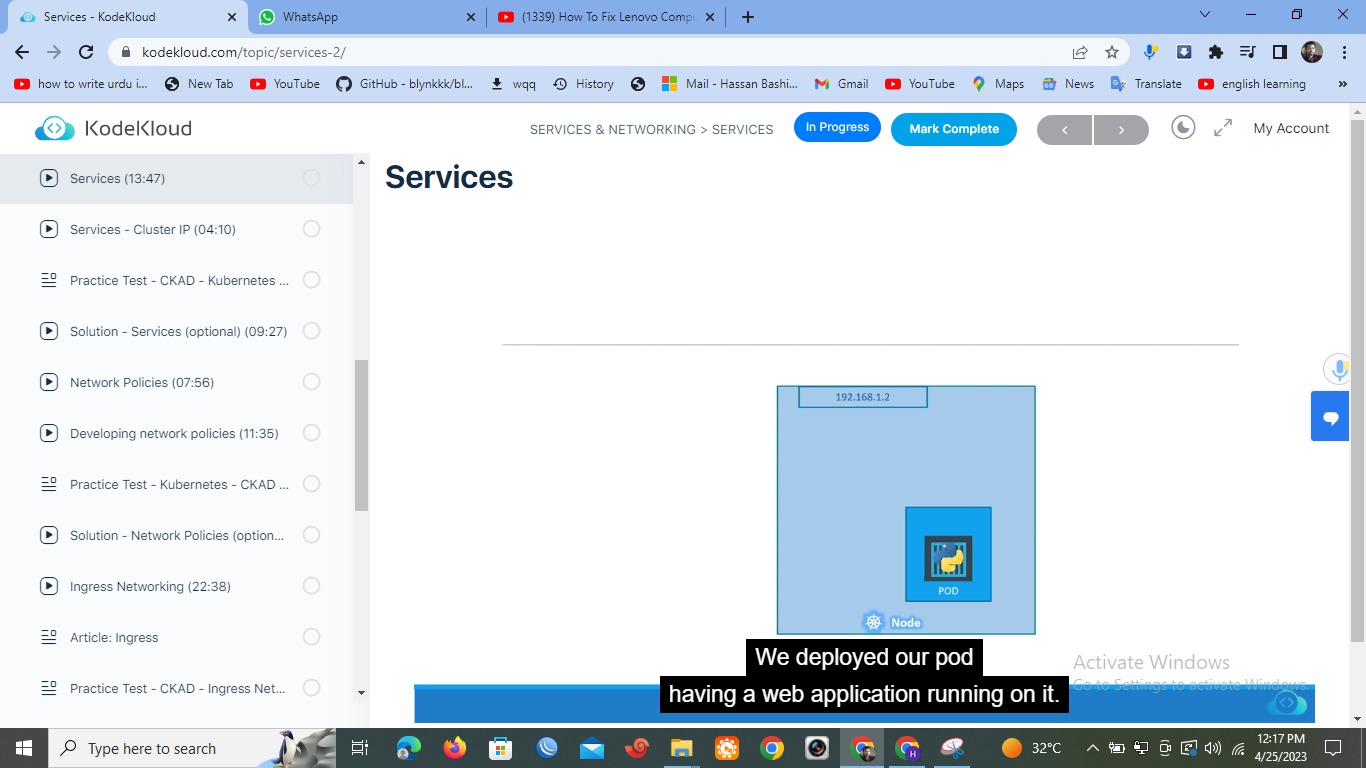 Services - KodeKloud
WhatsApp
(1339) How To Fix Lenovo Compu
kodekloud.com/topic/services-2/
how to write urdu i...
New Tab
YouTube
GitHub - blynkkk/bl...
wqq
History
Mail - Hassan Bashi...
Gmail
YouTube
Maps
News
Translate
english learning
»
KodeKloud
SERVICES & NETWORKING > SERVICES
In Progress
Mark Complete
My Account
Services (13:47)
Services - Cluster IP (04:10)
Practice Test - CKAD - Kubernetes ...
Solution - Services (optional) (09:27)
Network Policies (07:56)
Developing network policies (11:35)
Practice Test - Kubernetes - CKAD ...
Solution - Network Policies (option...
Ingress Networking (22:38)
Article: Ingress
Practice Test - CKAD - Ingress Net...
Services
192.168.1.2
POD
Node
We deployed our pod
having a web application running on it.
Activate Windows
Go to Settings to activate Windows.
Type here to search
H
32°C
12:17 PM
4/25/2023